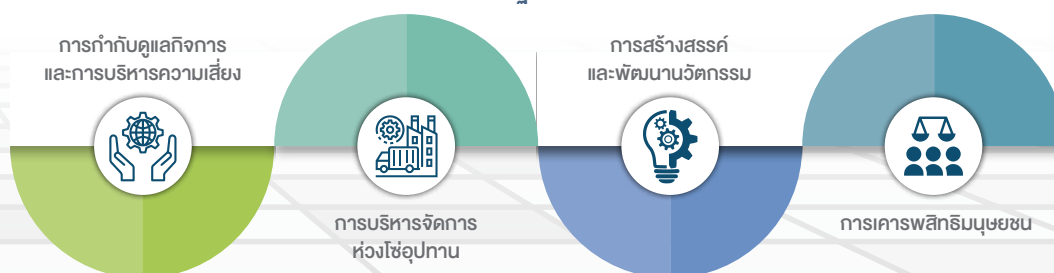 การกำกับดูแลกิจการ
และการบริหารความเสี่ยง
การบริหารจัดการ
ห่วงโซ่อุปทาน
การสร้างสรรค์
และพัฒนานวัตกรรม
การเคารพสิทธิมนุษยชน